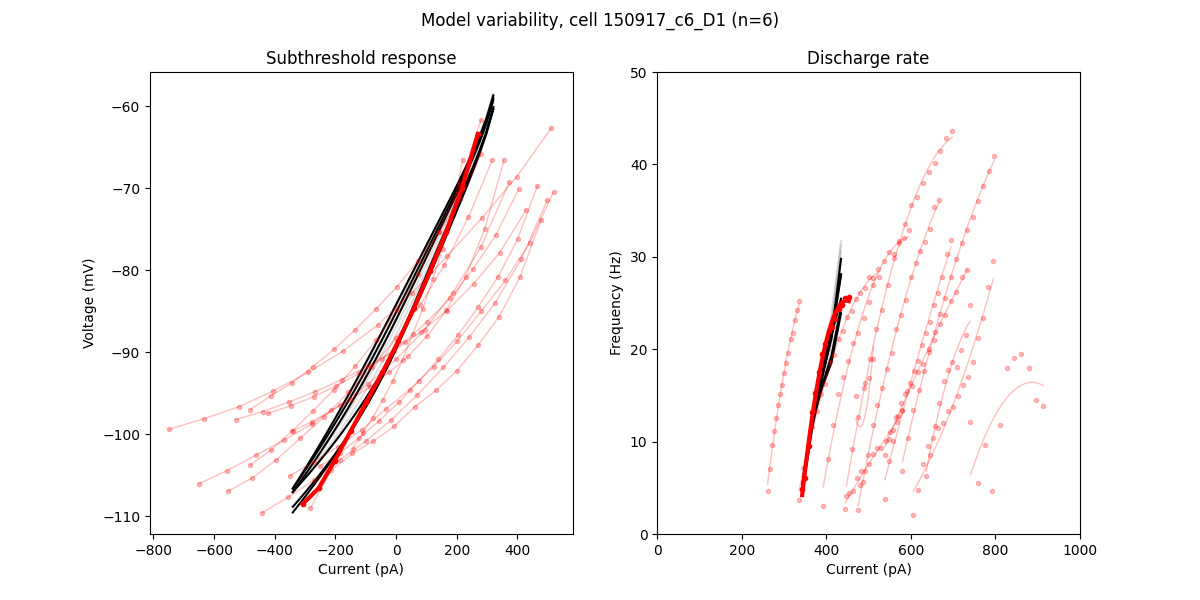 Model variability, cell 150917_c6_D1 (n=6)
Subthreshold response
Voltage (mV)
−60
−70
−80
−90
−100
−110
−800 −600 −400 −200 0 200 400
Current (pA)
Discharge rate
Frequency (Hz)
50
40
30
20
10
0
0 200 400 600 800 1000
Current (pA)